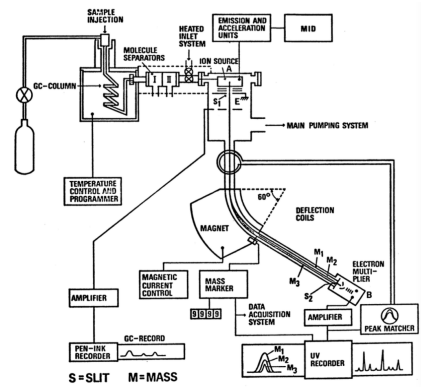 SAMPLE
INJECTION
HEATED
INLET
SYSTEM
EMISSION AND
ACCELERATION
UNITS
MID
MOLECULE
SEPARATORS
ION SOURCE
A
I
II
GC-COLUMN
S1
E
MAIN PUMPING SYSTEM
TEMPERATURE
CONTROL AND
PROGRAMMER
60°
DEFLECTION
COILS
MAGNET
M1
M2
M3
ELECTRON
MULTI-
PLIER
S2
B
MAGNETIC
CURRENT
CONTROL
MASS
MARKER
AMPLIFIER
9999
DATA
ACQUISITION
SYSTEM
AMPLIFIER
PEAK MATCHER
GC-RECORD
PEN-INK
RECORDER
M1
M2
M3
UV
RECORDER
S=SLIT M=MASS